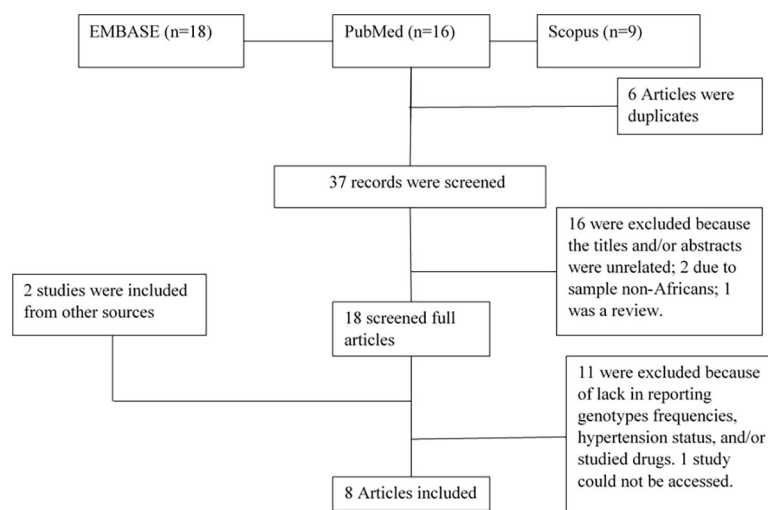 EMBASE (n=18)
PubMed (n=16)
Scopus (n=9)
6 Articles were
duplicates
37 records were screened
16 were excluded because
the titles and/or abstracts
were unrelated; 2 due to
sample non-Africans; 1
was a review.
2 studies were included
from other sources
18 screened full
articles
11 were excluded because
of lack in reporting
genotypes frequencies,
hypertension status, and/or
studied drugs. 1 study
could not be accessed.
8 Articles included